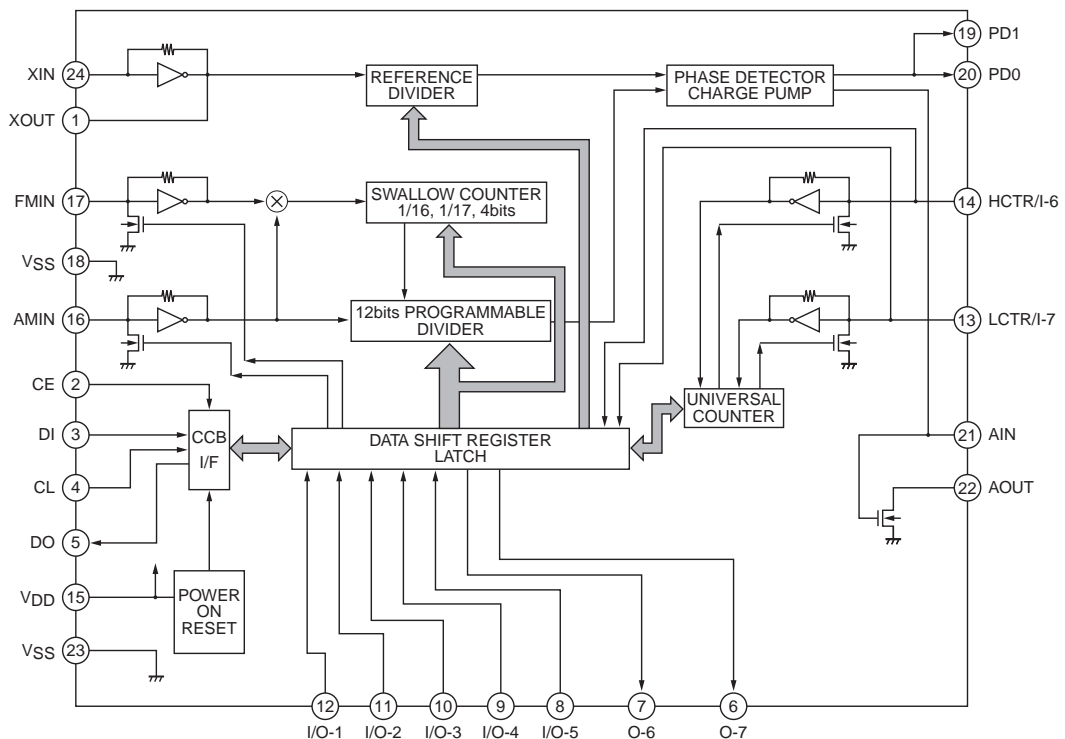 19 PD1
XIN 24
REFERENCE
DIVIDER
PHASE DETECTOR
CHARGE PUMP
20 PD0
XOUT 1
FMIN 17
SWALLOW COUNTER
1/16, 1/17, 4bits
14 HCTR/I-6
VSS 18
AMIN 16
12bits PROGRAMMABLE
DIVIDER
13 LCTR/I-7
CE 2
UNIVERSAL
COUNTER
DI 3
CCB
I/F
DATA SHIFT REGISTER
LATCH
21 AIN
CL 4
22 AOUT
DO 5
VDD 15
POWER
ON
RESET
VSS 23
12 11 10 9 8 7 6
I/O-1 I/O-2 I/O-3 I/O-4 I/O-5 O-6 O-7